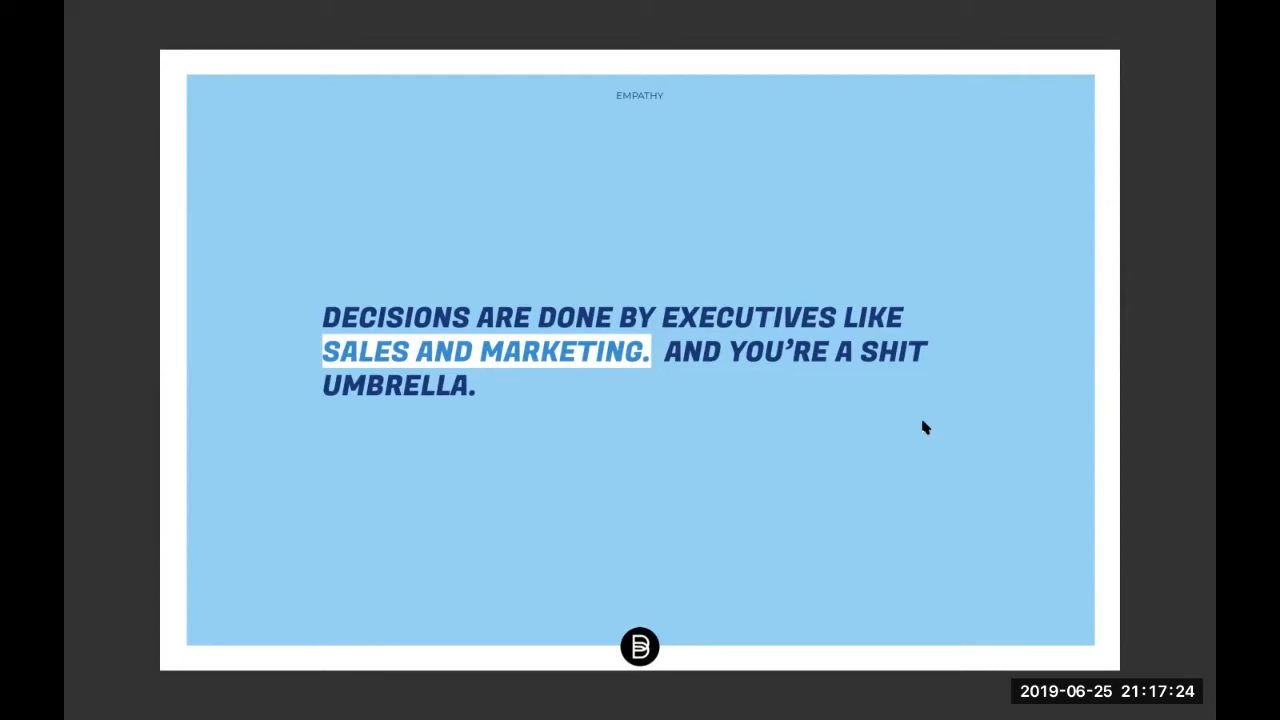 EMPATHY
DECISIONS ARE DONE BY EXECUTIVES LIKE
SALES AND MARKETING. AND YOU’RE A SHIT
UMBRELLA.
B
2019-06-25 21:17:24